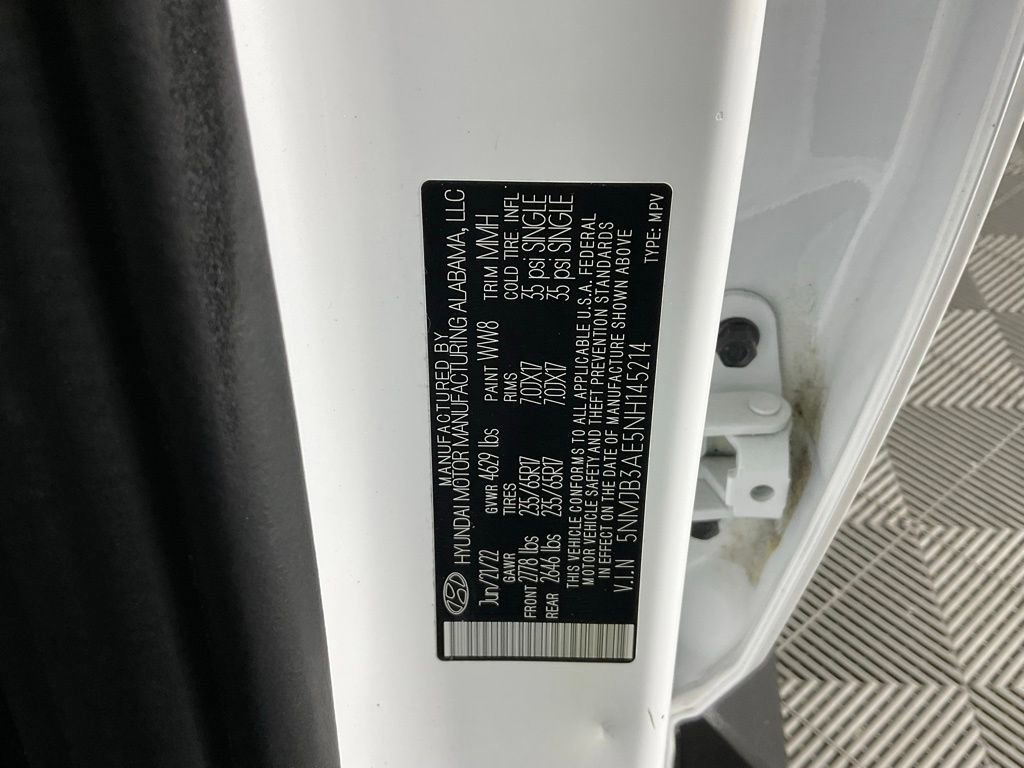 MANUFACTURED BY
HYUNDAI MOTOR MANUFACTURING ALABAMA, LLC
Jun/20/22 GVWR 4629 lbs PAINT WW8 TRIM MMH
GAWR TIRES RIMS COLD TIRE. INFL
FRONT 2778 lbs 235/65R17 7.0JX17 35 psi SINGLE
REAR 2646 lbs 235/65R17 7.0JX17 35 psi SINGLE
THIS VEHICLE CONFORMS TO ALL APPLICABLE U.S.A. FEDERAL
MOTOR VEHICLE SAFETY AND THEFT PREVENTION STANDARDS
IN EFFECT ON THE DATE OF MANUFACTURE SHOWN ABOVE
V.I.N 5NMJB3AE5NH145214 TYPE: MPV